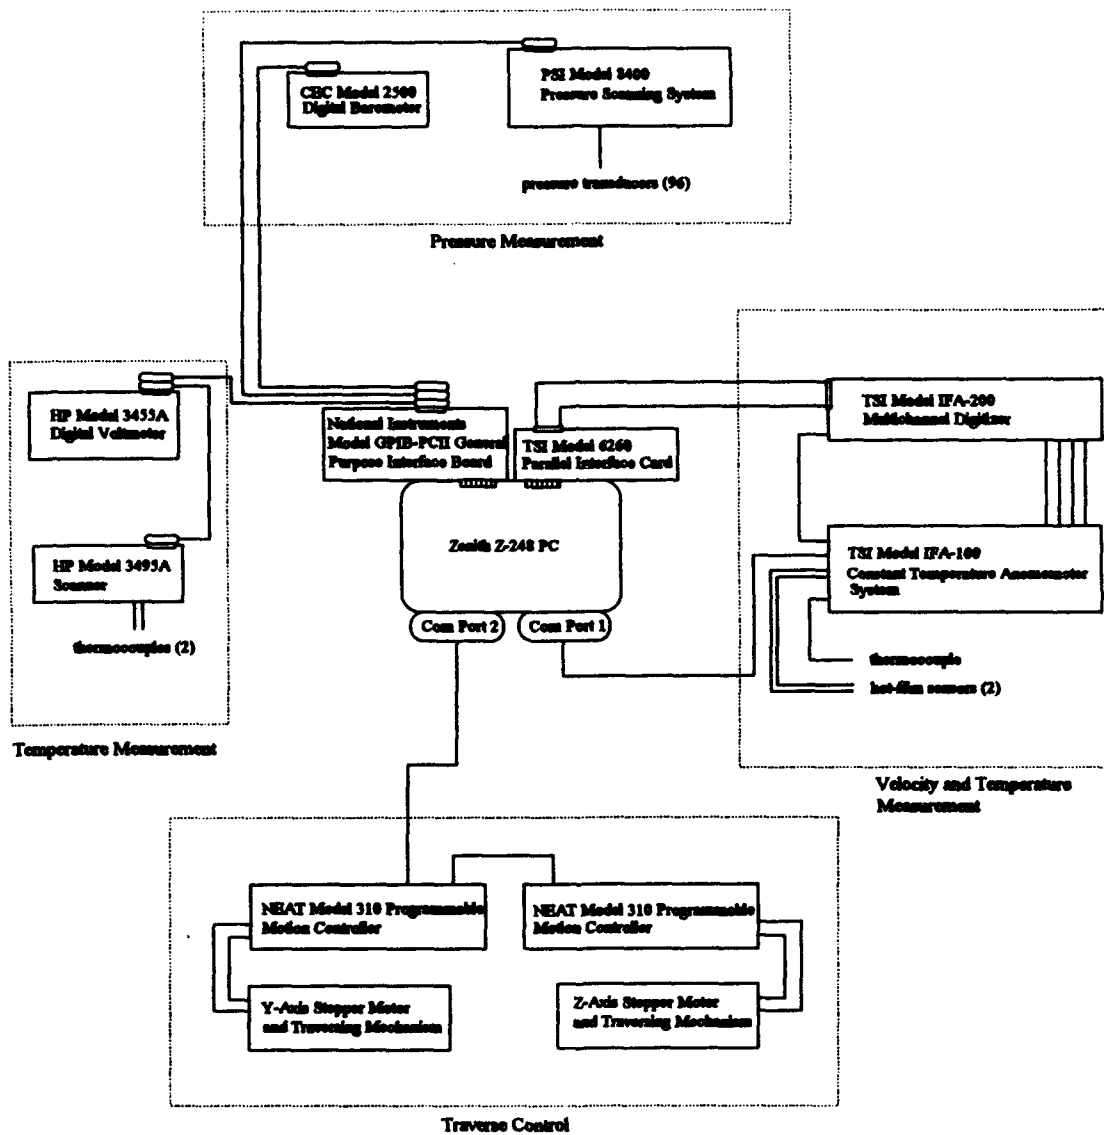 PSI Model 8400
Pressure Scanning System
CEC Model 2500
Digital Barometer
pressure transducers (96)
Pressure Measurement
HP Model 3455A
Digital Voltmeter
National Instruments
Model GPIB-PCII General
Purpose Interface Board
TSI Model 6260
Parallel Interface Card
TSI Model IFA-200
Multichannel Digitizer
Zenith Z-248 PC
HP Model 3495A
Scanner
TSI Model IFA-100
Constant Temperature Anemometer
System
Com Port 2
Com Port 1
thermocouples (2)
thermocouple
hot-film sensors (2)
Temperature Measurement
Velocity and Temperature
Measurement
NEAT Model 310 Programmable
Motion Controller
NEAT Model 310 Programmable
Motion Controller
Y-Axis Stepper Motor
and Traversing Mechanism
Z-Axis Stepper Motor
and Traversing Mechanism
Traverse Control